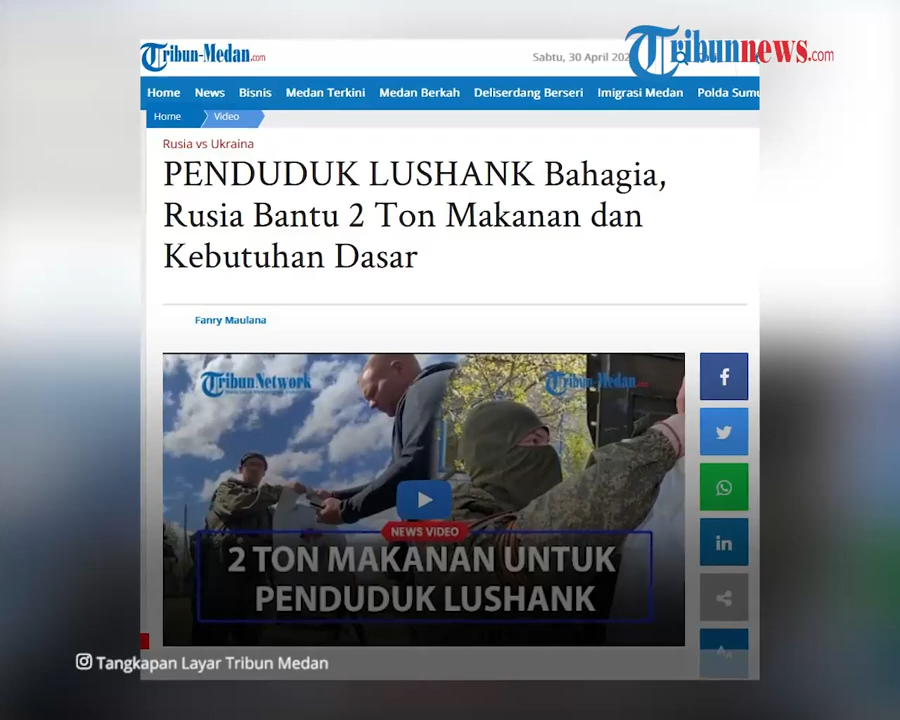 Tribun-Medan.com
Sabtu, 30 April 202
Tribunnews.com
Home News Bisnis Medan Terkini Medan Berkah Deliserdang Berseri Imigrasi Medan Polda Sumu
Home Video
Rusia vs Ukraina
PENDUDUK LUSHANK Bahagia,
Rusia Bantu 2 Ton Makanan dan
Kebutuhan Dasar
Fanry Maulana
TribunNetwork
Tribun-Medan.com
NEWS VIDEO
2 TON MAKANAN UNTUK
PENDUDUK LUSHANK
Tangkapan Layar Tribun Medan